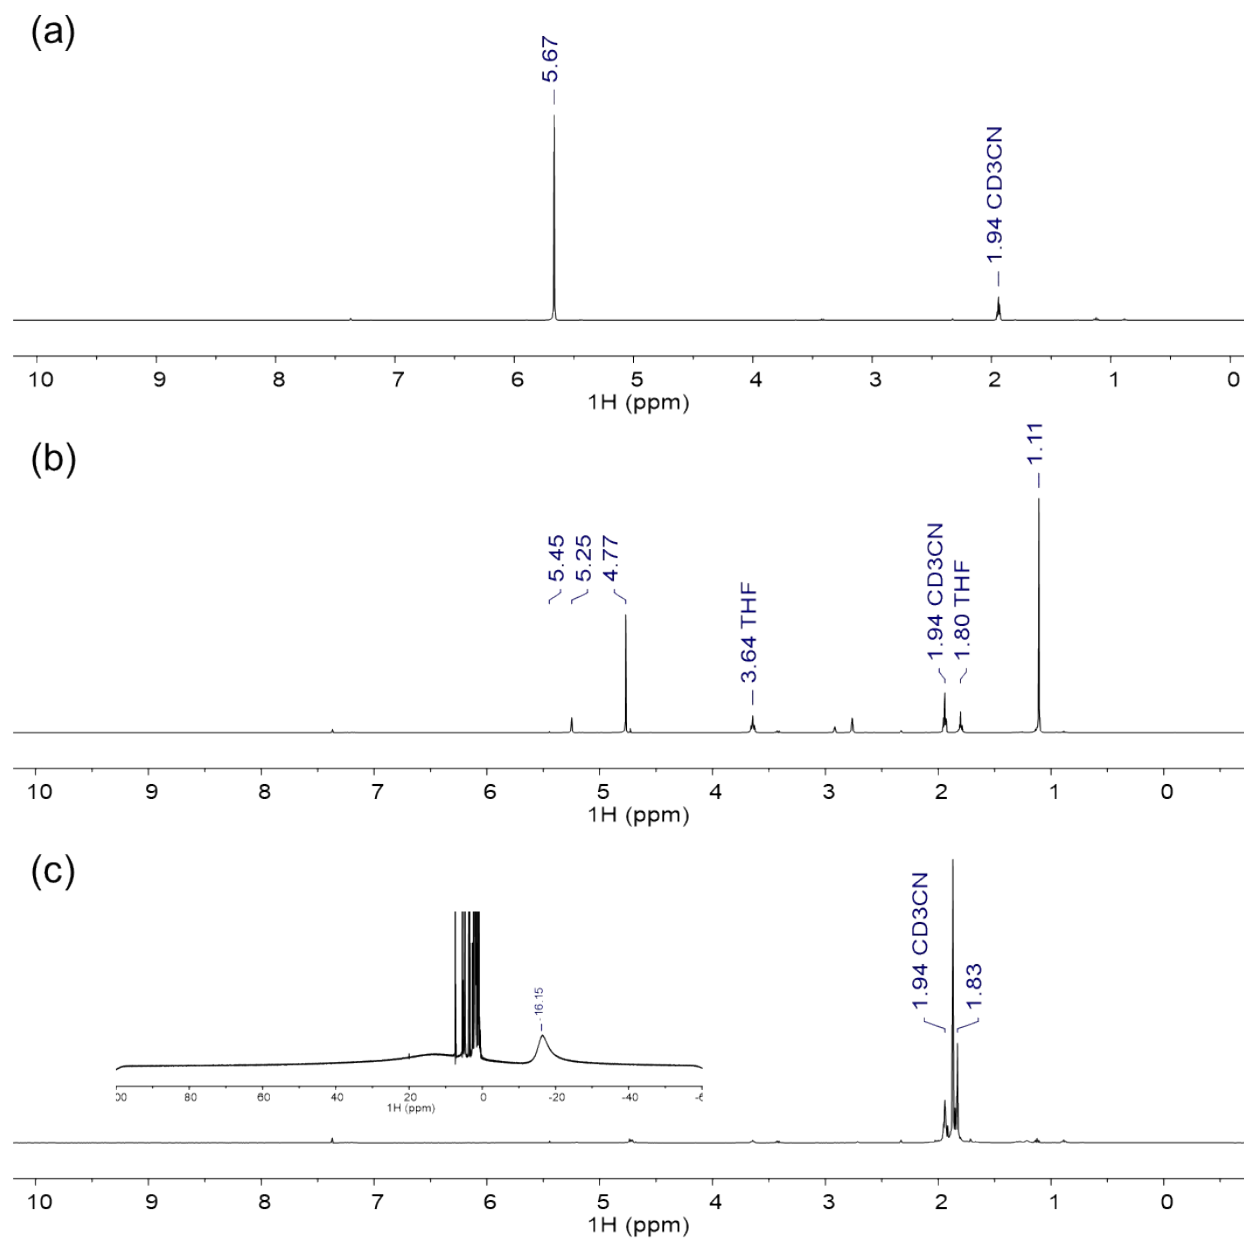 (a)
5.67
1.94 CD3CN
10 9 8 7 6 5 4 3 2 1 0
1H (ppm)
(b)
5.45
5.25
4.77
3.64 THF
1.94 CD3CN
1.80 THF
1.11
10 9 8 7 6 5 4 3 2 1 0
1H (ppm)
(c)
1.94 CD3CN
1.83
-16.15
00 80 60 40 20 0 -20 -40 -6
1H (ppm)
10 9 8 7 6 5 4 3 2 1 0
1H (ppm)